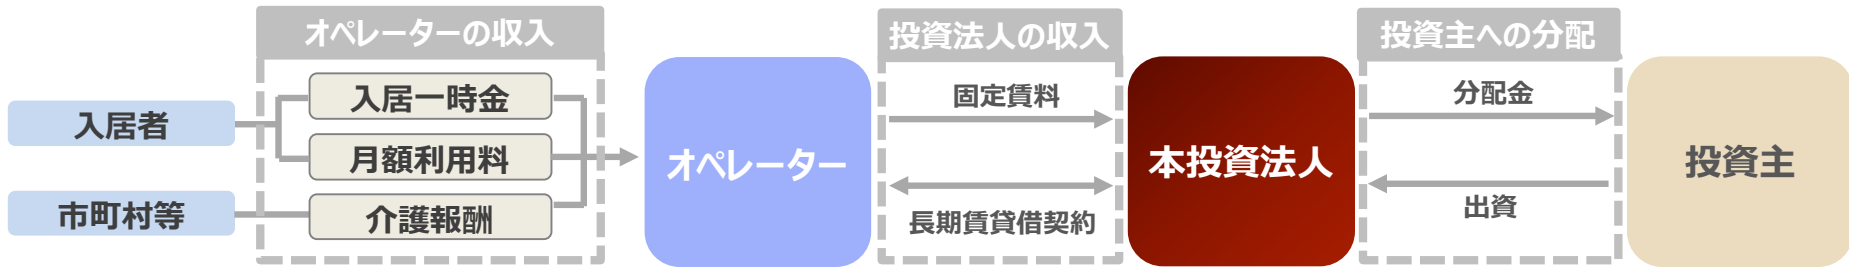 オペレーターの収入
投資法人の収入
投資主への分配
入居者
市町村等
入居一時金
月額利用料
介護報酬
オペレーター
固定賃料
長期賃貸借契約
本投資法人
分配金
出資
投資主